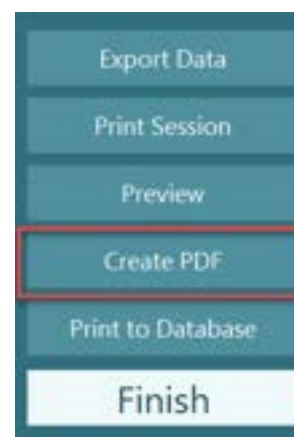 Export Data
Print Session
Preview
Create PDF
Print to Database
Finish